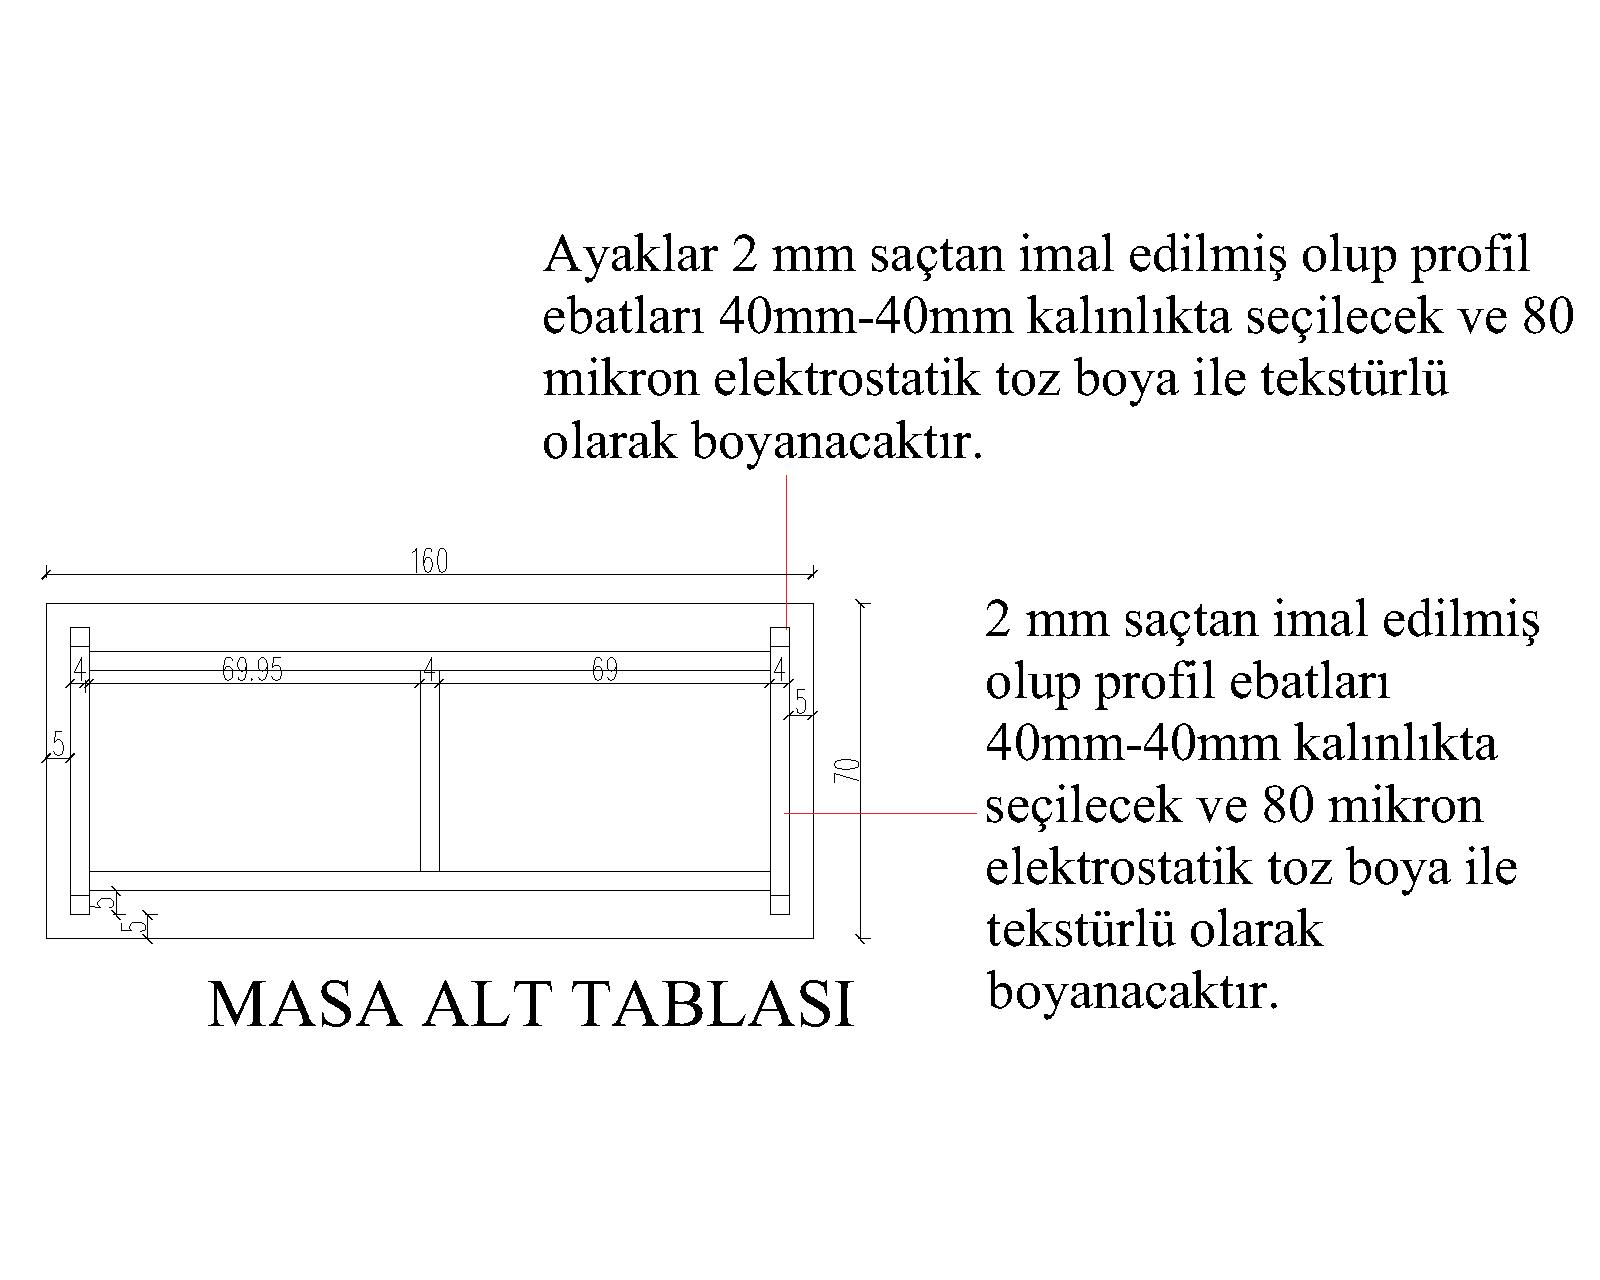 Ayaklar 2 mm saçtan imal edilmiş olup profil
ebatları 40mm-40mm kalınlıkta seçilecek ve 80
mikron elektrostatik toz boya ile tekstürlü
olarak boyanacaktır.
160
2 mm saçtan imal edilmiş
olup profil ebatları
40mm-40mm kalınlıkta
seçilecek ve 80 mikron
elektrostatik toz boya ile
tekstürlü olarak
boyanacaktır.
4 69.95 4 69 4
5
5
70
5
5
MASA ALT TABLASI